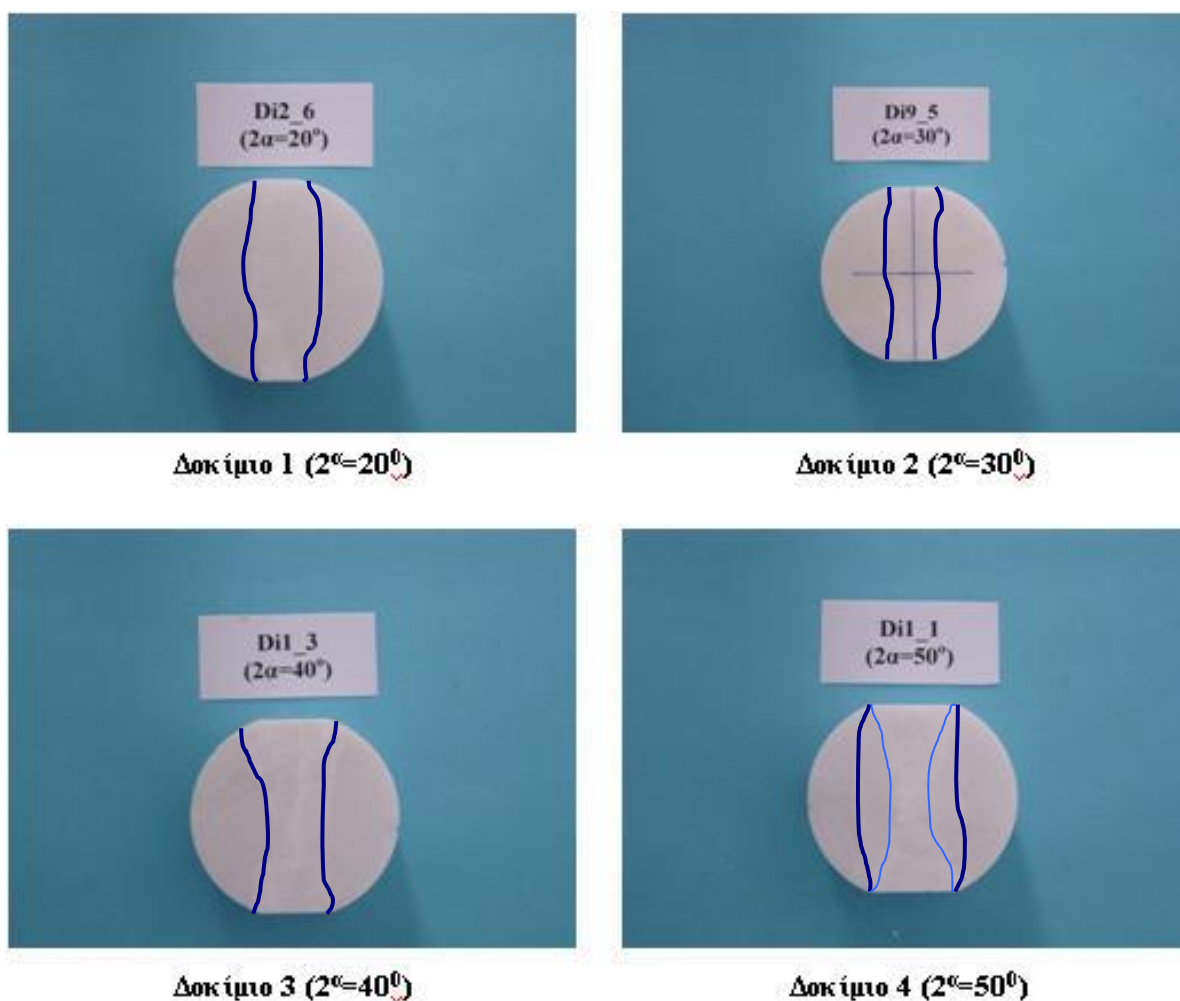 Di2_6
(2α=20°)
Di9_5
(2α=30°)
Δοκίμιο 1 (2α=20⁰)
Δοκίμιο 2 (2α=30⁰)
Di1_3
(2α=40°)
Di1_1
(2α=50°)
Δοκίμιο 3 (2α=40⁰)
Δοκίμιο 4 (2α=50⁰)